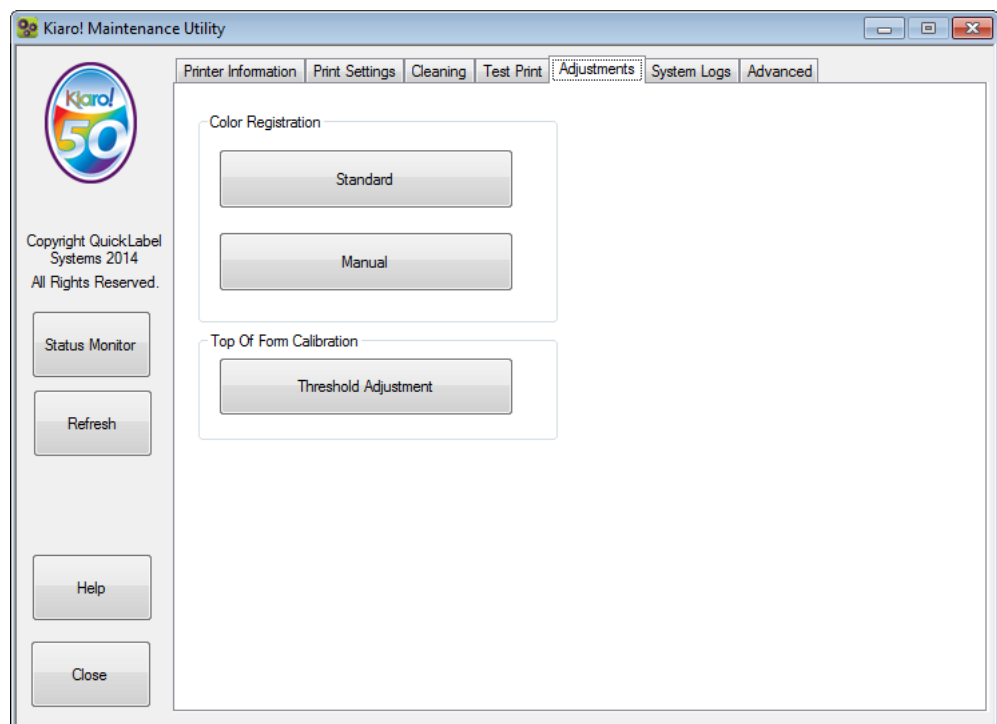 Kiaro! Maintenance Utility
Printer Information Print Settings Cleaning Test Print Adjustments System Logs Advanced
Kiaro!
50
Copyright QuickLabel
Systems 2014
All Rights Reserved.
Status Monitor
Refresh
Help
Close
Color Registration
Standard
Manual
Top Of Form Calibration
Threshold Adjustment